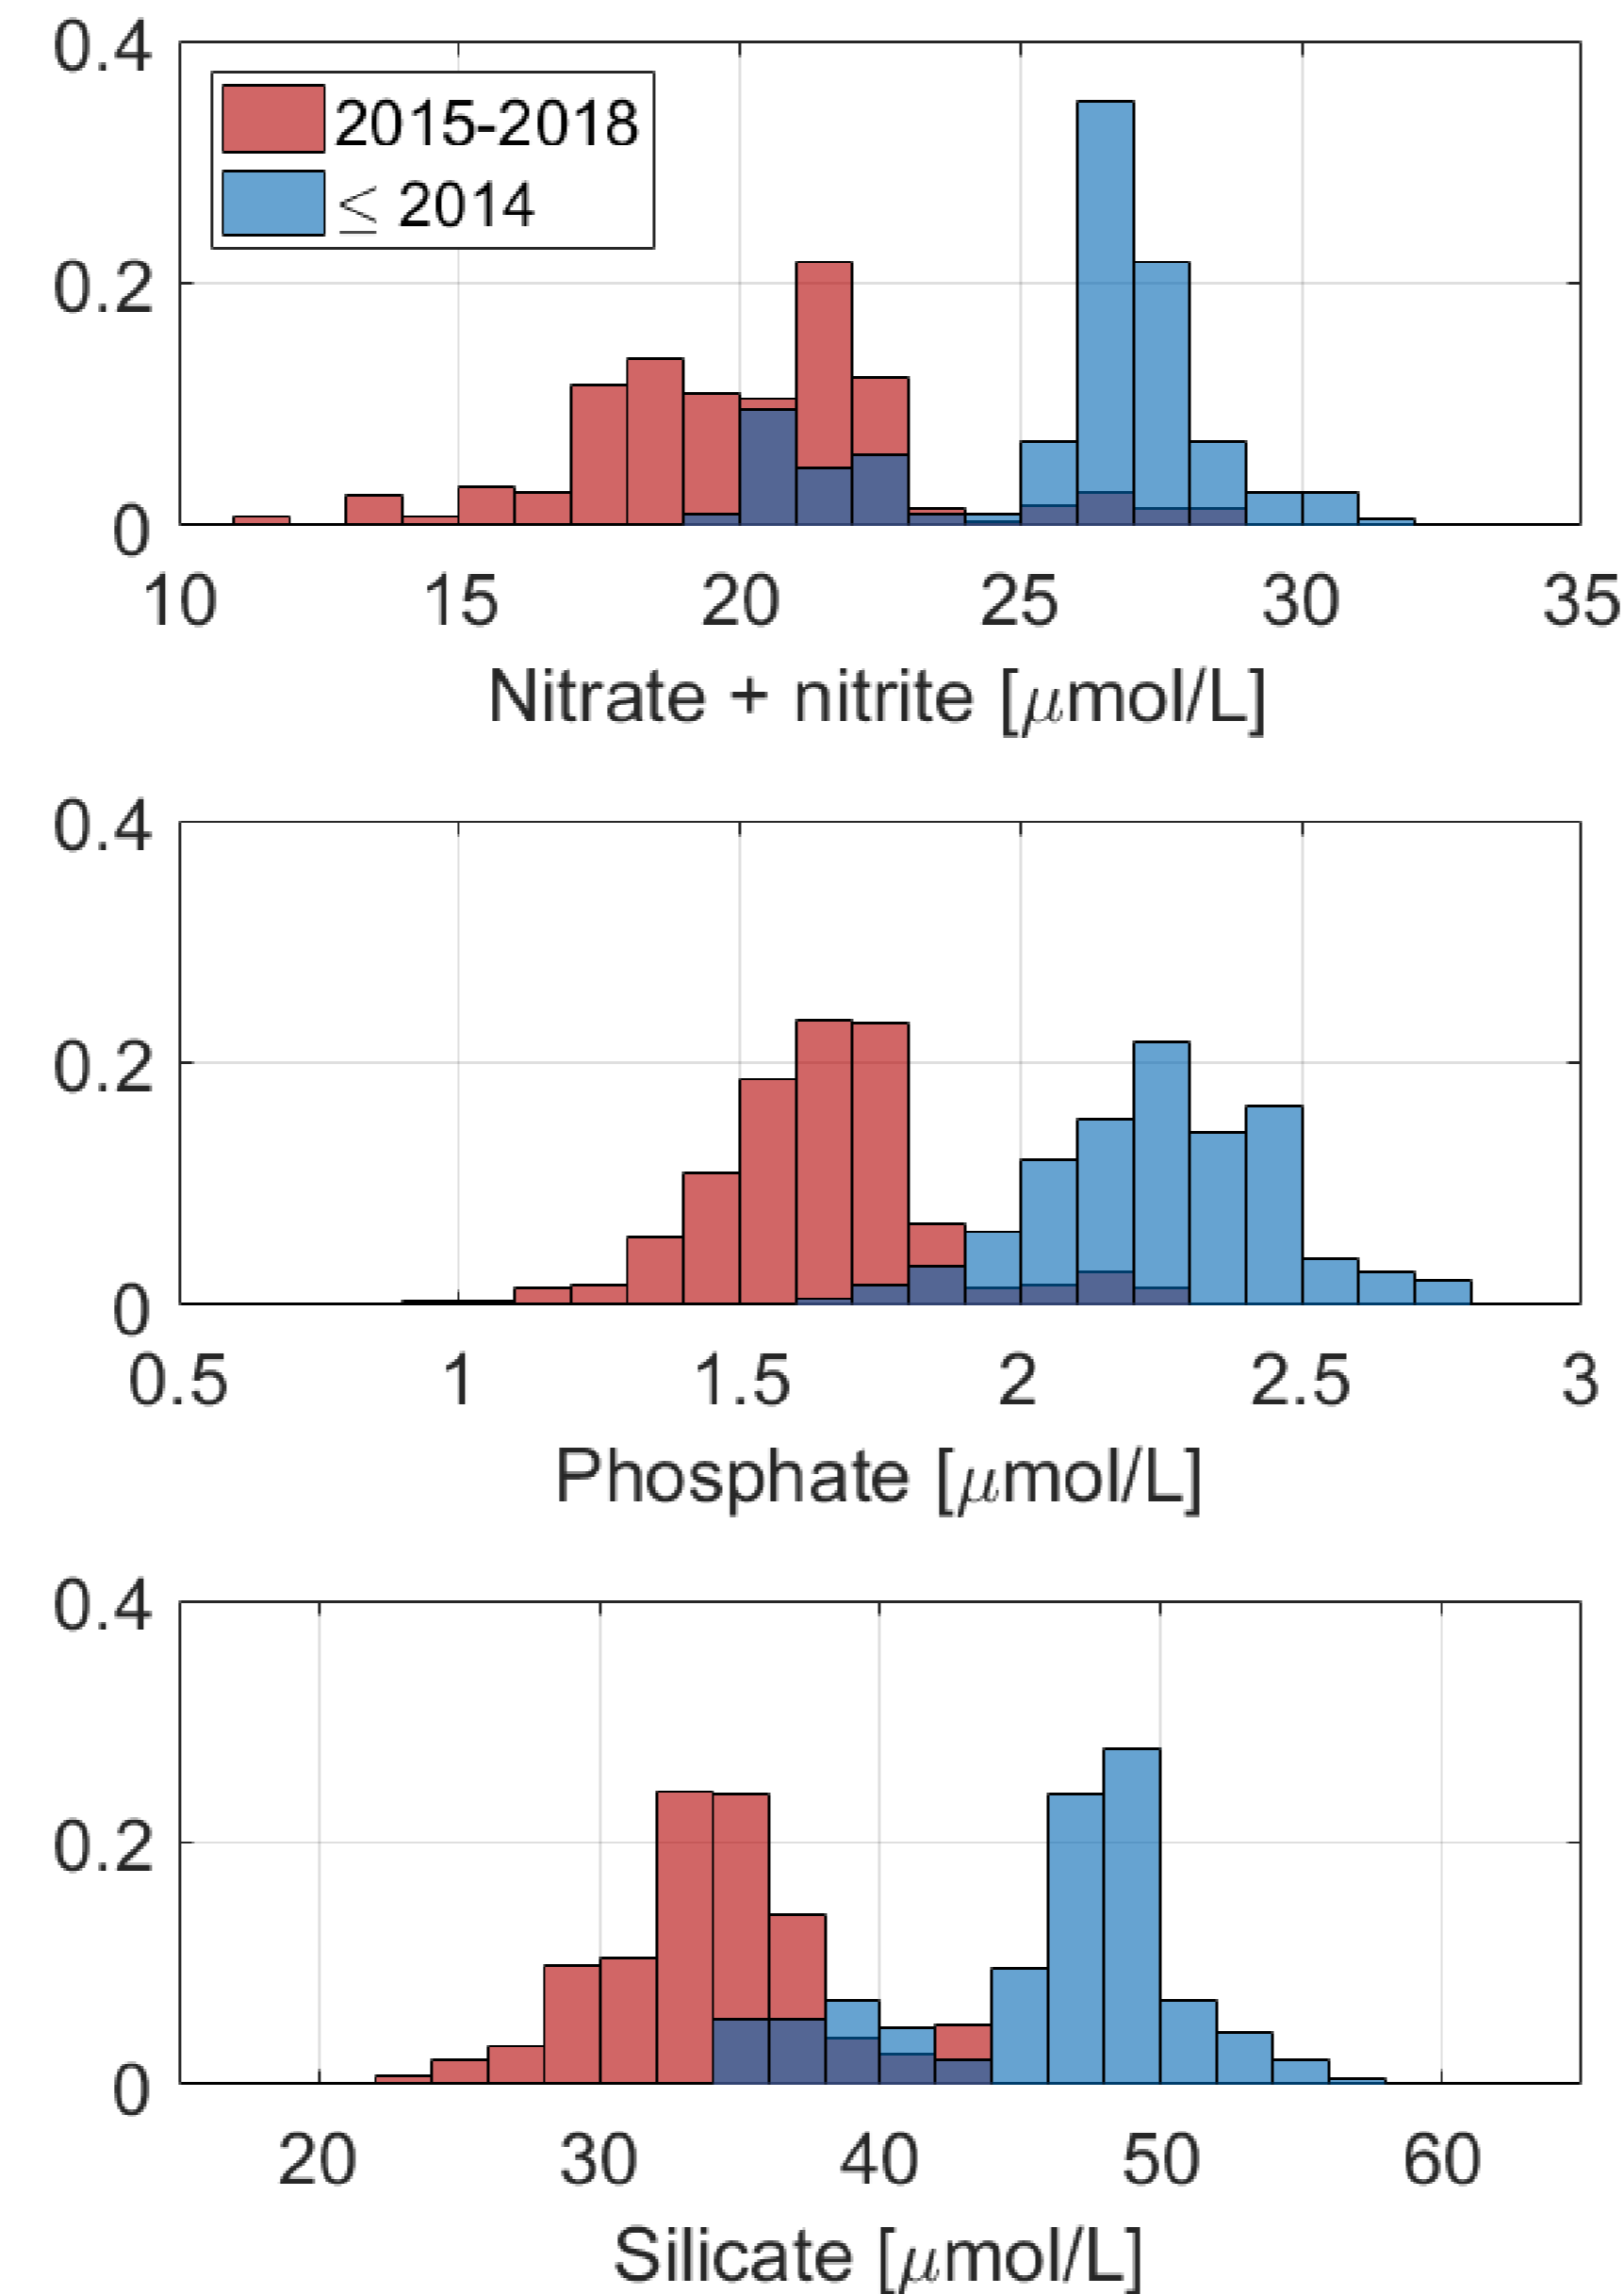 0.4
2015-2018
≤ 2014
0.2
0
10 15 20 25 30 35
Nitrate + nitrite [μmol/L]
0.4
0.2
0
0.5 1 1.5 2 2.5 3
Phosphate [μmol/L]
0.4
0.2
0
20 30 40 50 60
Silicate [μmol/L]